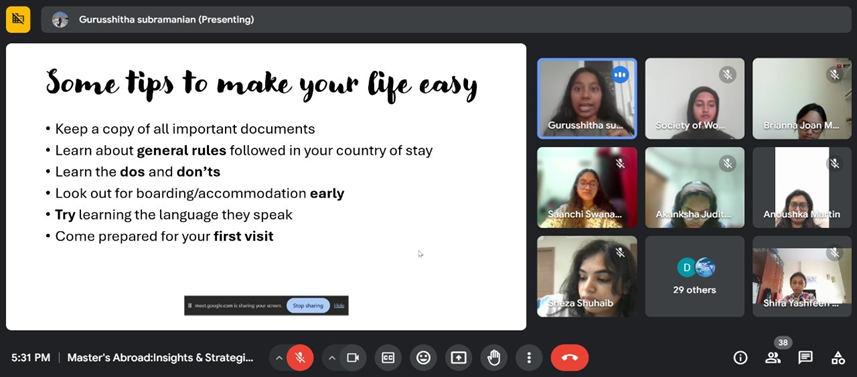 Gurusshitha subramanian (Presenting)
Some tips to make your life easy
• Keep a copy of all important documents
• Learn about general rules followed in your country of stay
• Learn the dos and don'ts
• Look out for boarding/accommodation early
• Try learning the language they speak
• Come prepared for your first visit
meet.google.com is sharing your screen. Stop sharing Hide
Gurusshitha su...
Society of Wo...
Brianna Joan M...
Saanchi Swana...
Akanksha Judit...
Anoushka Martin
Sheza Shuhaib
D
29 others
Shifa Yashfeen ...
5:31 PM | Master's Abroad:Insights & Strategi...
38